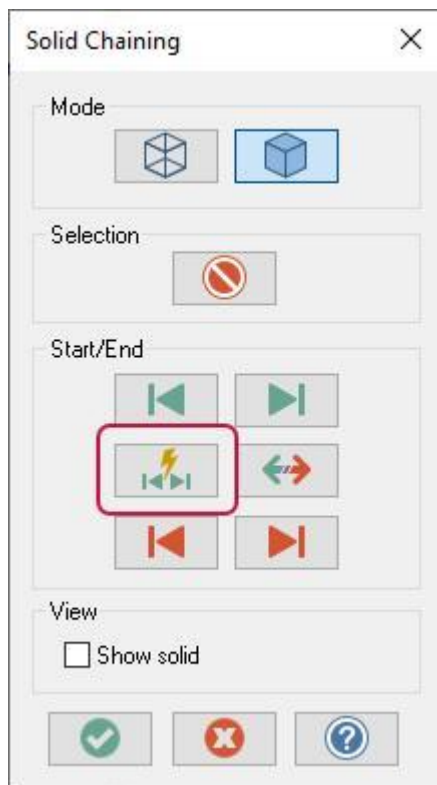 Solid Chaining
Mode
Selection
Start/End
View
Show solid